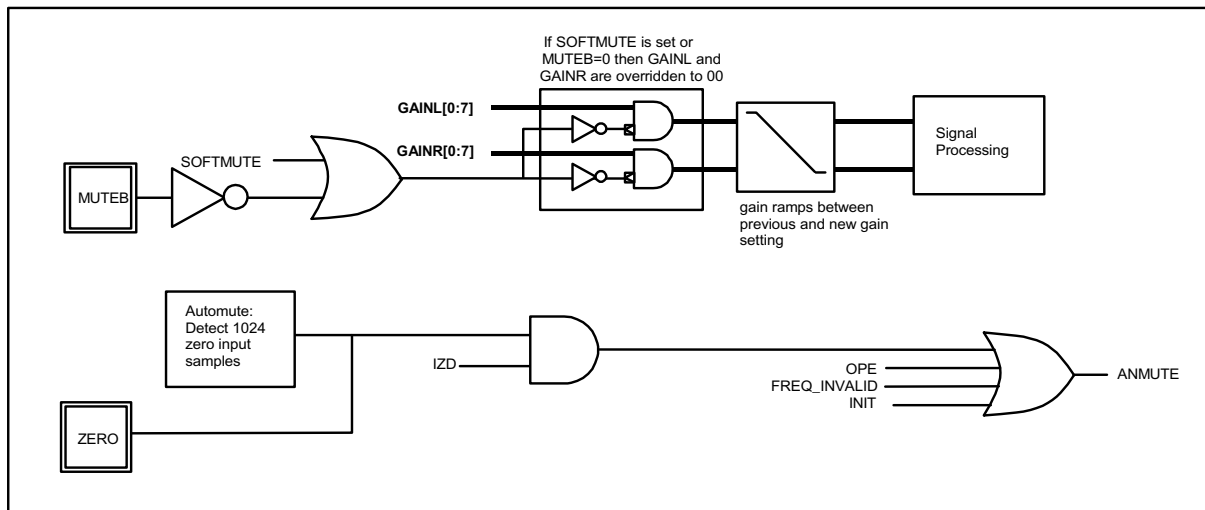 If SOFTMUTE is set or
MUTEB=0 then GAINL and
GAINR are overridden to 00
GAINL[0:7]
GAINR[0:7]
SOFTMUTE
MUTEB
Signal
Processing
gain ramps between
previous and new gain
setting
Automute:
Detect 1024
zero input
samples
IZD
OPE
FREQ_INVALID
INIT
ANMUTE
ZERO